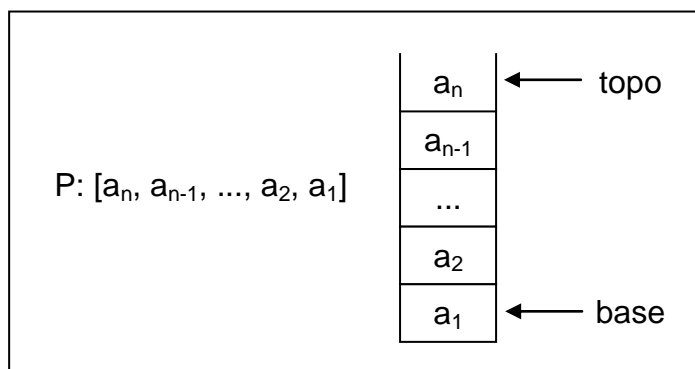 aₙ topo
aₙ₋₁
P: [aₙ, aₙ₋₁, ..., a₂, a₁]
...
a₂
a₁ base